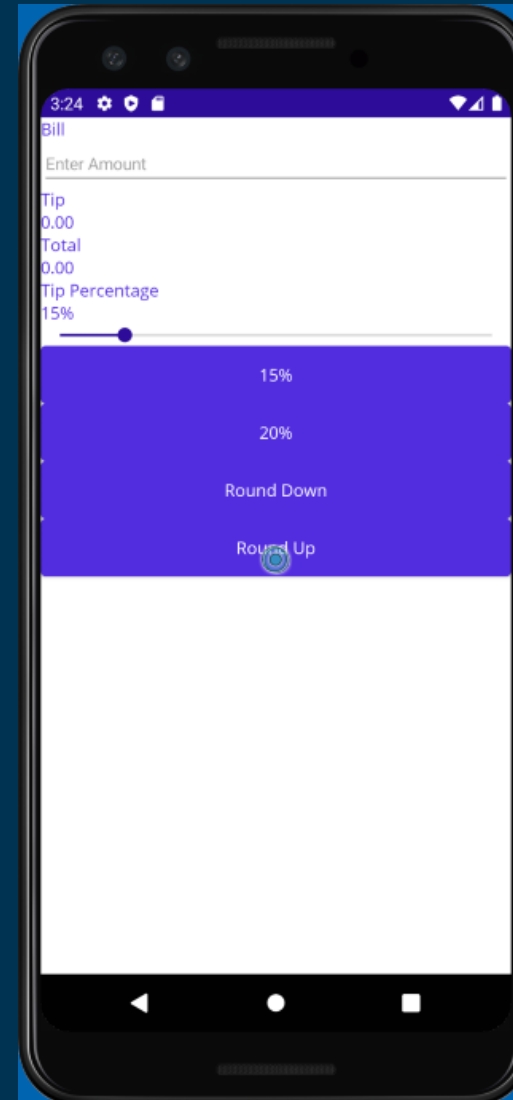 3:24
Bill
Enter Amount
Tip
0.00
Total
0.00
Tip Percentage
15%
15%
20%
Round Down
Round Up